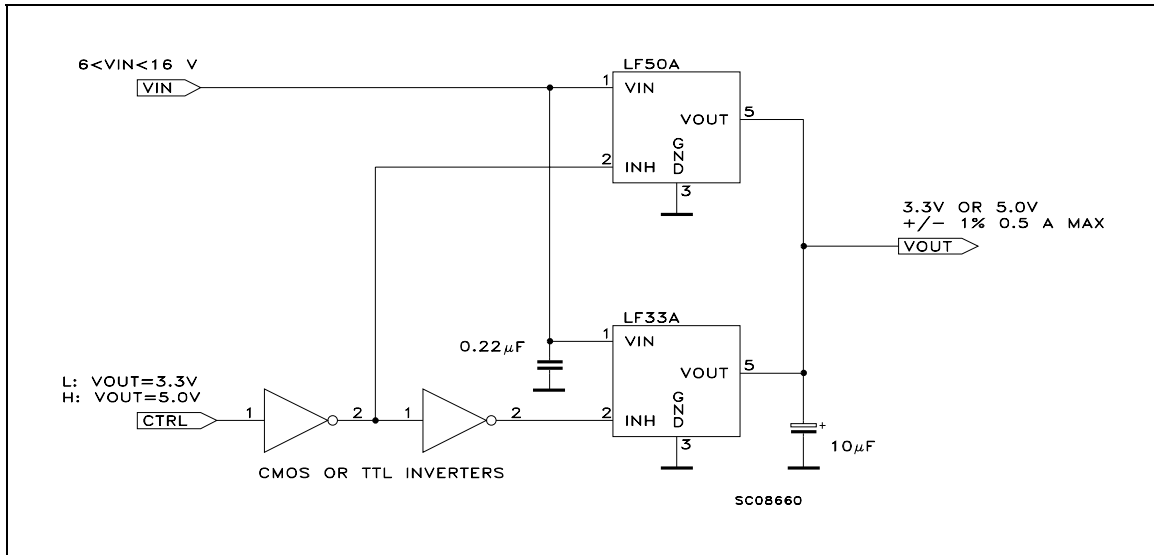 6<VIN<16 V
VIN
LF50A
1
VIN
VOUT
5
2
INH
GND
3
3.3V OR 5.0V
+/- 1% 0.5 A MAX
VOUT
LF33A
1
VIN
0.22µF
VOUT
5
L: VOUT=3.3V
H: VOUT=5.0V
CTRL
1
2
1
2
2
INH
GND
3
+
10µF
CMOS OR TTL INVERTERS
SC08660